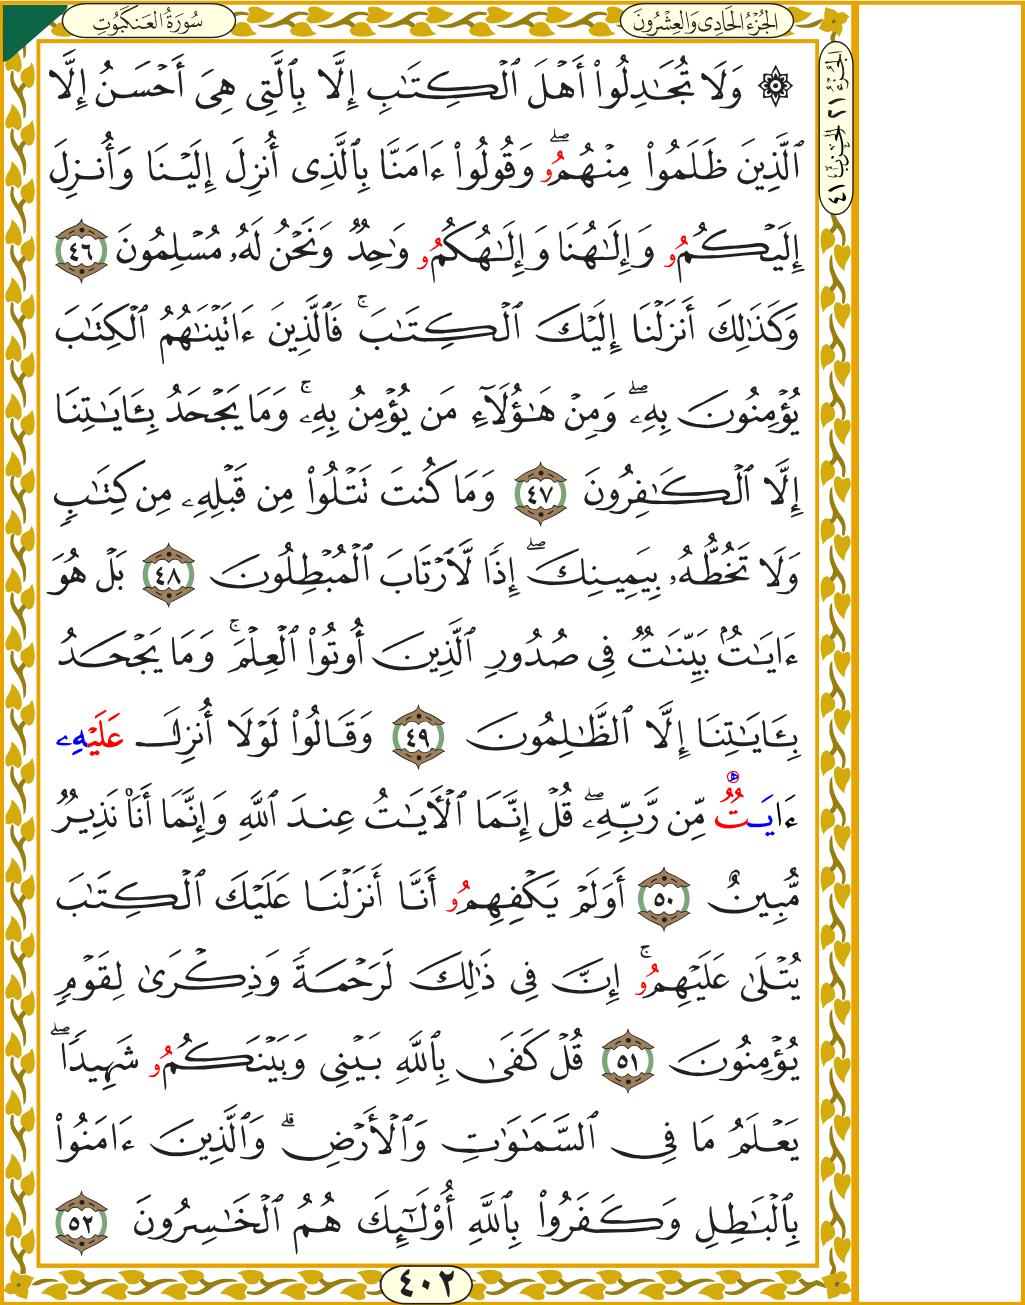 سُورَةُ العَنكَبُوتِ
الجُزْءُ الحَادِى وَالعِشْرُونَ
الجُزْءُ ٢١ الحِزْبُ ٤١
۞ وَلَا تُجَٰدِلُوا۟ أَهْلَ ٱلْكِتَٰبِ إِلَّا بِٱلَّتِى هِىَ أَحْسَنُ إِلَّا
ٱلَّذِينَ ظَلَمُوا۟ مِنْهُمُۥۖ وَقُولُوٓا۟ ءَامَنَّا بِٱلَّذِى أُنزِلَ إِلَيْنَا وَأُنزِلَ
إِلَيْكُمُۥ وَإِلَٰهُنَا وَإِلَٰهُكُمُۥ وَٰحِدٌ وَنَحْنُ لَهُۥ مُسْلِمُونَ ٤٦
وَكَذَٰلِكَ أَنزَلْنَا إِلَيْكَ ٱلْكِتَٰبَۚ فَٱلَّذِينَ ءَاتَيْنَٰهُمُ ٱلْكِتَٰبَ
يُؤْمِنُونَ بِهِۦۖ وَمِنْ هَٰؤُلَآءِ مَن يُؤْمِنُ بِهِۦۚ وَمَا يَجْحَدُ بِـَٔايَٰتِنَا
إِلَّا ٱلْكَٰفِرُونَ ٤٧ وَمَا كُنتَ تَتْلُوا۟ مِن قَبْلِهِۦ مِن كِتَٰبٍ
وَلَا تَخُطُّهُۥ بِيَمِينِكَۖ إِذًا لَّٱرْتَابَ ٱلْمُبْطِلُونَ ٤٨ بَلْ هُوَ
ءَايَٰتٌۢ بَيِّنَٰتٌ فِى صُدُورِ ٱلَّذِينَ أُوتُوا۟ ٱلْعِلْمَۚ وَمَا يَجْحَدُ
بِـَٔايَٰتِنَا إِلَّا ٱلظَّٰلِمُونَ ٤٩ وَقَالُوا۟ لَوْلَا أُنزِلَ عَلَيْهِۦ
ءَايَتٌ مِّن رَّبِّهِۦۖ قُلْ إِنَّمَا ٱلْأَيَٰتُ عِندَ ٱللَّهِ وَإِنَّمَا أَنَا۠ نَذِيرٌ
مُّبِينٌ ٥٠ أَوَلَمْ يَكْفِهِمُۥ أَنَّا أَنزَلْنَا عَلَيْكَ ٱلْكِتَٰبَ
يُتْلَىٰ عَلَيْهِمُۥۚ إِنَّ فِى ذَٰلِكَ لَرَحْمَةً وَذِكْرَىٰ لِقَوْمٍ
يُؤْمِنُونَ ٥١ قُلْ كَفَىٰ بِٱللَّهِ بَيْنِى وَبَيْنَكُمُۥ شَهِيدًاۖ
يَعْلَمُ مَا فِى ٱلسَّمَٰوَٰتِ وَٱلْأَرْضِۗ وَٱلَّذِينَ ءَامَنُوا۟
بِٱلْبَٰطِلِ وَكَفَرُوا۟ بِٱللَّهِ أُو۟لَٰٓئِكَ هُمُ ٱلْخَٰسِرُونَ ٥٢
٤٠٢